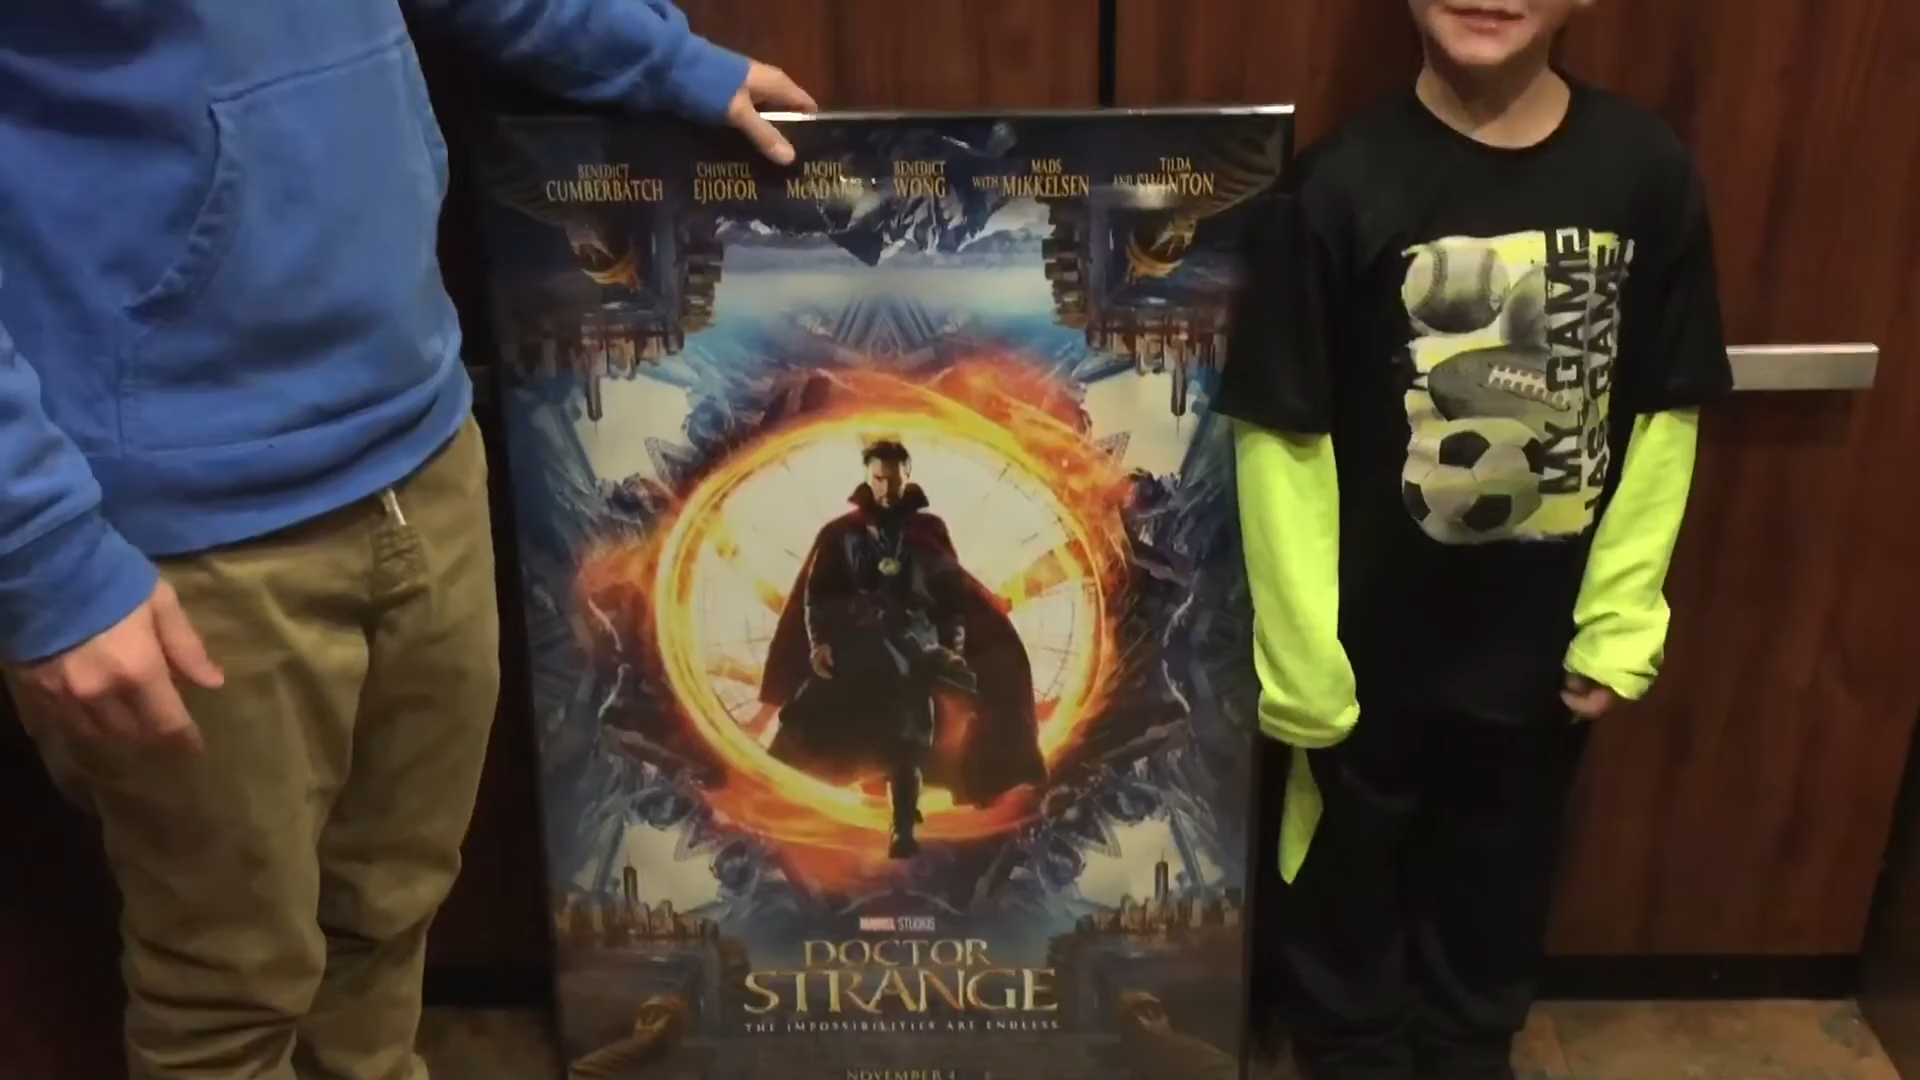 BENEDICT CUMBERBATCH
CHIWETEL EJIOFOR
RACHEL McADAMS
BENEDICT WONG
WITH MADS MIKKELSEN
AND TILDA SWINTON
MARVEL STUDIOS
DOCTOR
STRANGE
THE IMPOSSIBILITIES ARE ENDLESS
NOVEMBER 4
MY GAME
HAS GAME